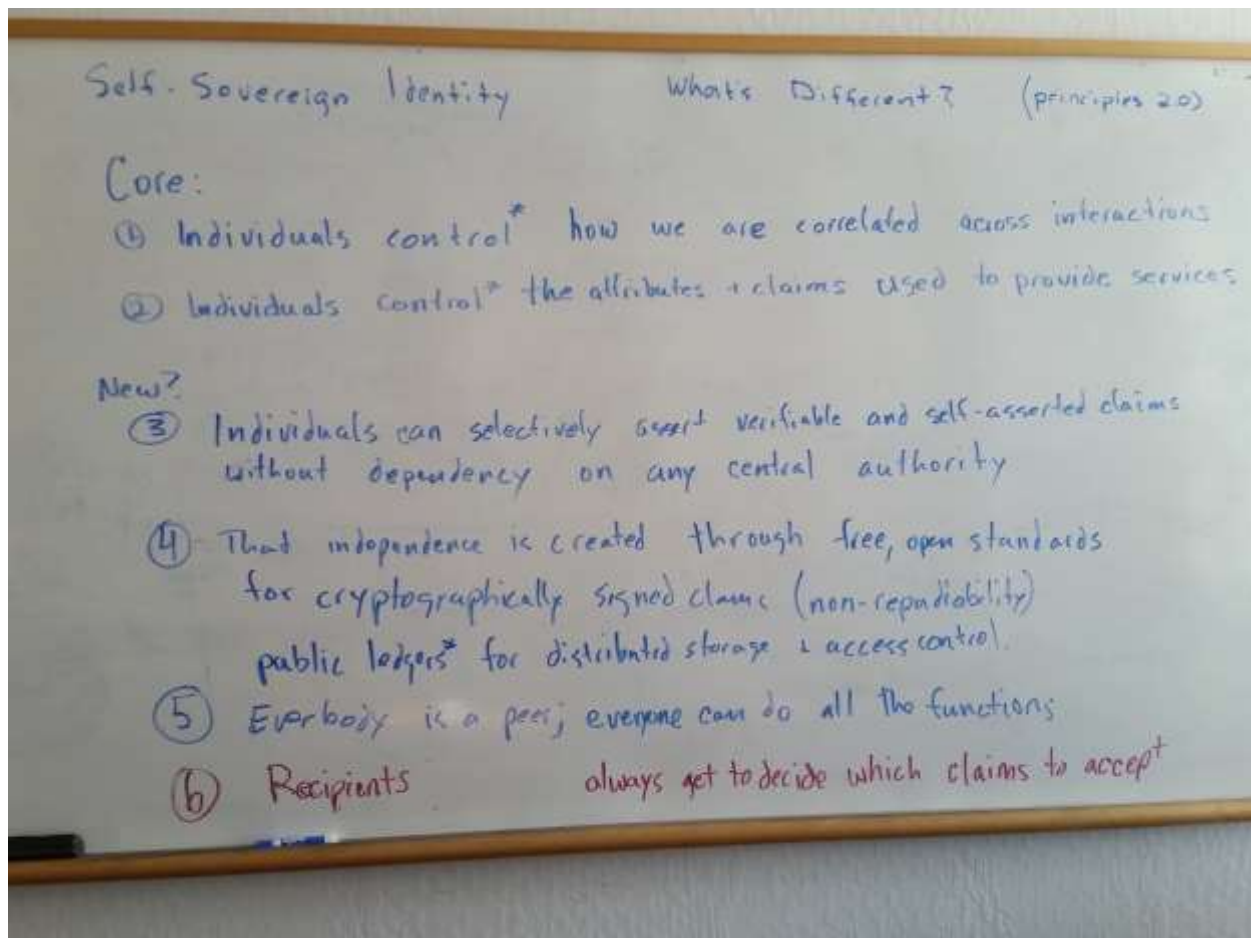 Self-Sovereign Identity What's Different? (principles 2.0)
Core:
① Individuals control* how we are correlated across interactions
② Individuals control* the attributes + claims used to provide services
New?
③ Individuals can selectively assert verifiable and self-asserted claims
without dependency on any central authority
④ That independence is created through free, open standards
for cryptographically signed claims (non-repudiability)
public ledgers* for distributed storage & access control.
⑤ Everbody is a peer; everyone can do all the functions
⑥ Recipients always get to decide which claims to accept